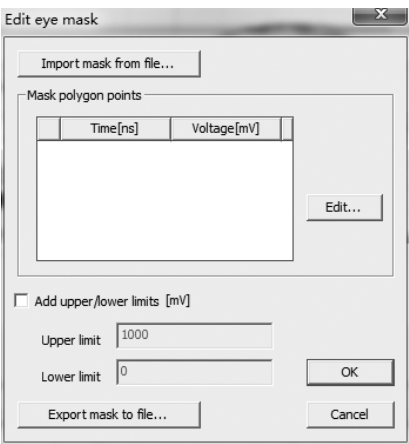 Edit eye mask
X
Import mask from file...
Mask polygon points
Time[ns] Voltage[mV]
Edit...
Add upper/lower limits [mV]
Upper limit 1000
Lower limit 0
OK
Export mask to file...
Cancel